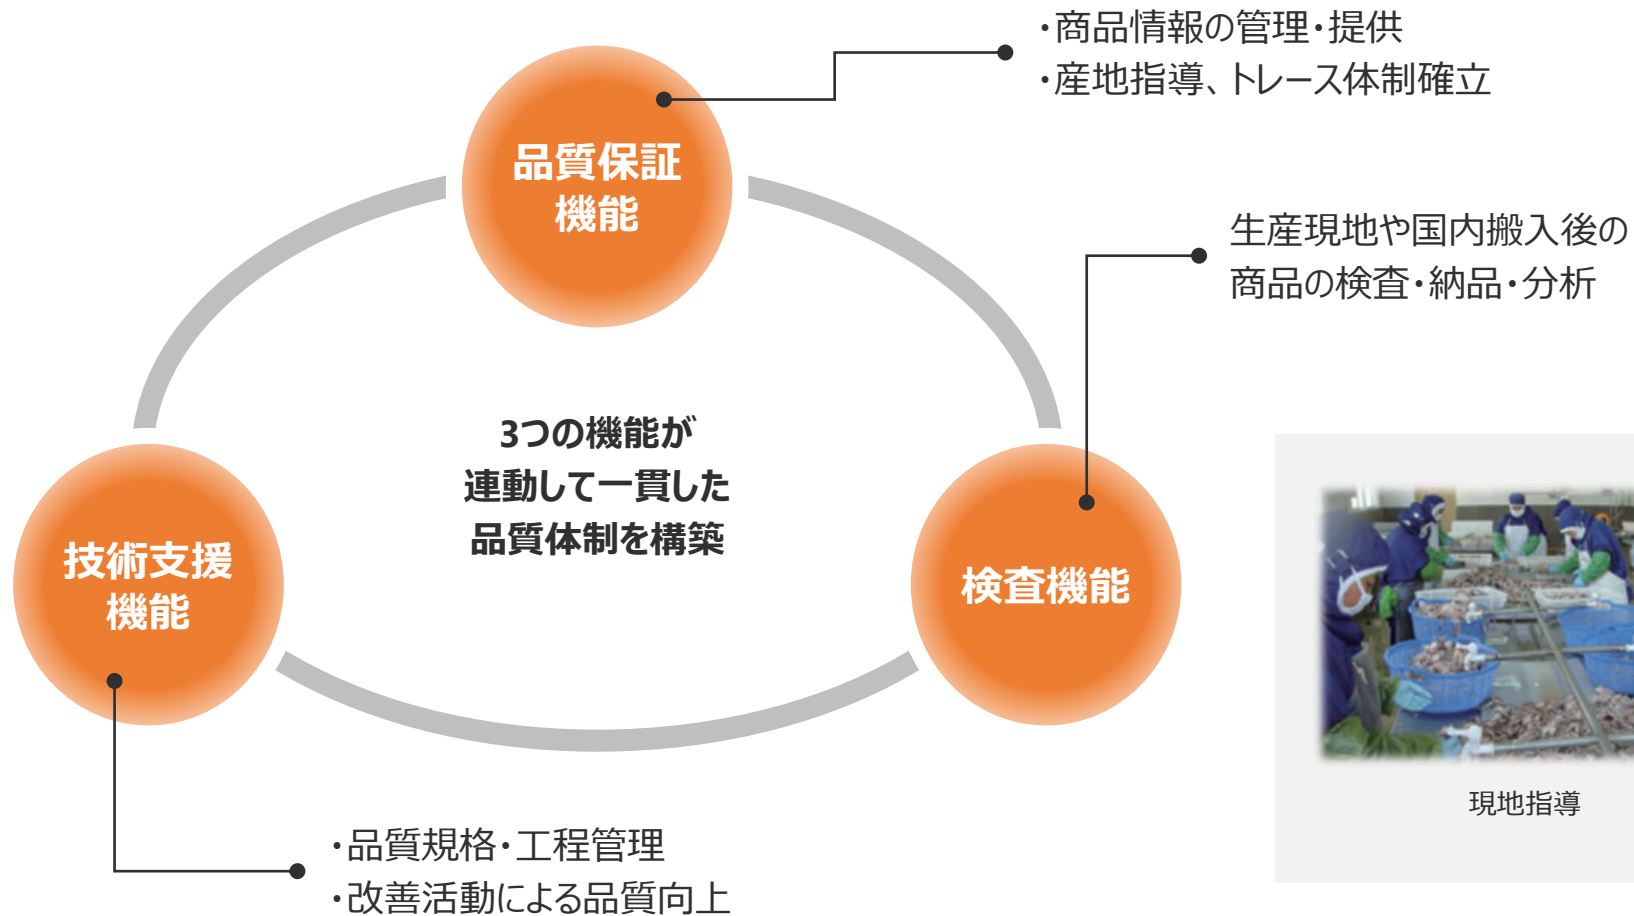 ・商品情報の管理・提供
・産地指導、トレース体制確立
品質保証
機能
生産現地や国内搬入後の
商品の検査・納品・分析
3つの機能が
連動して一貫した
品質体制を構築
技術支援
機能
検査機能
現地指導
・品質規格・工程管理
・改善活動による品質向上